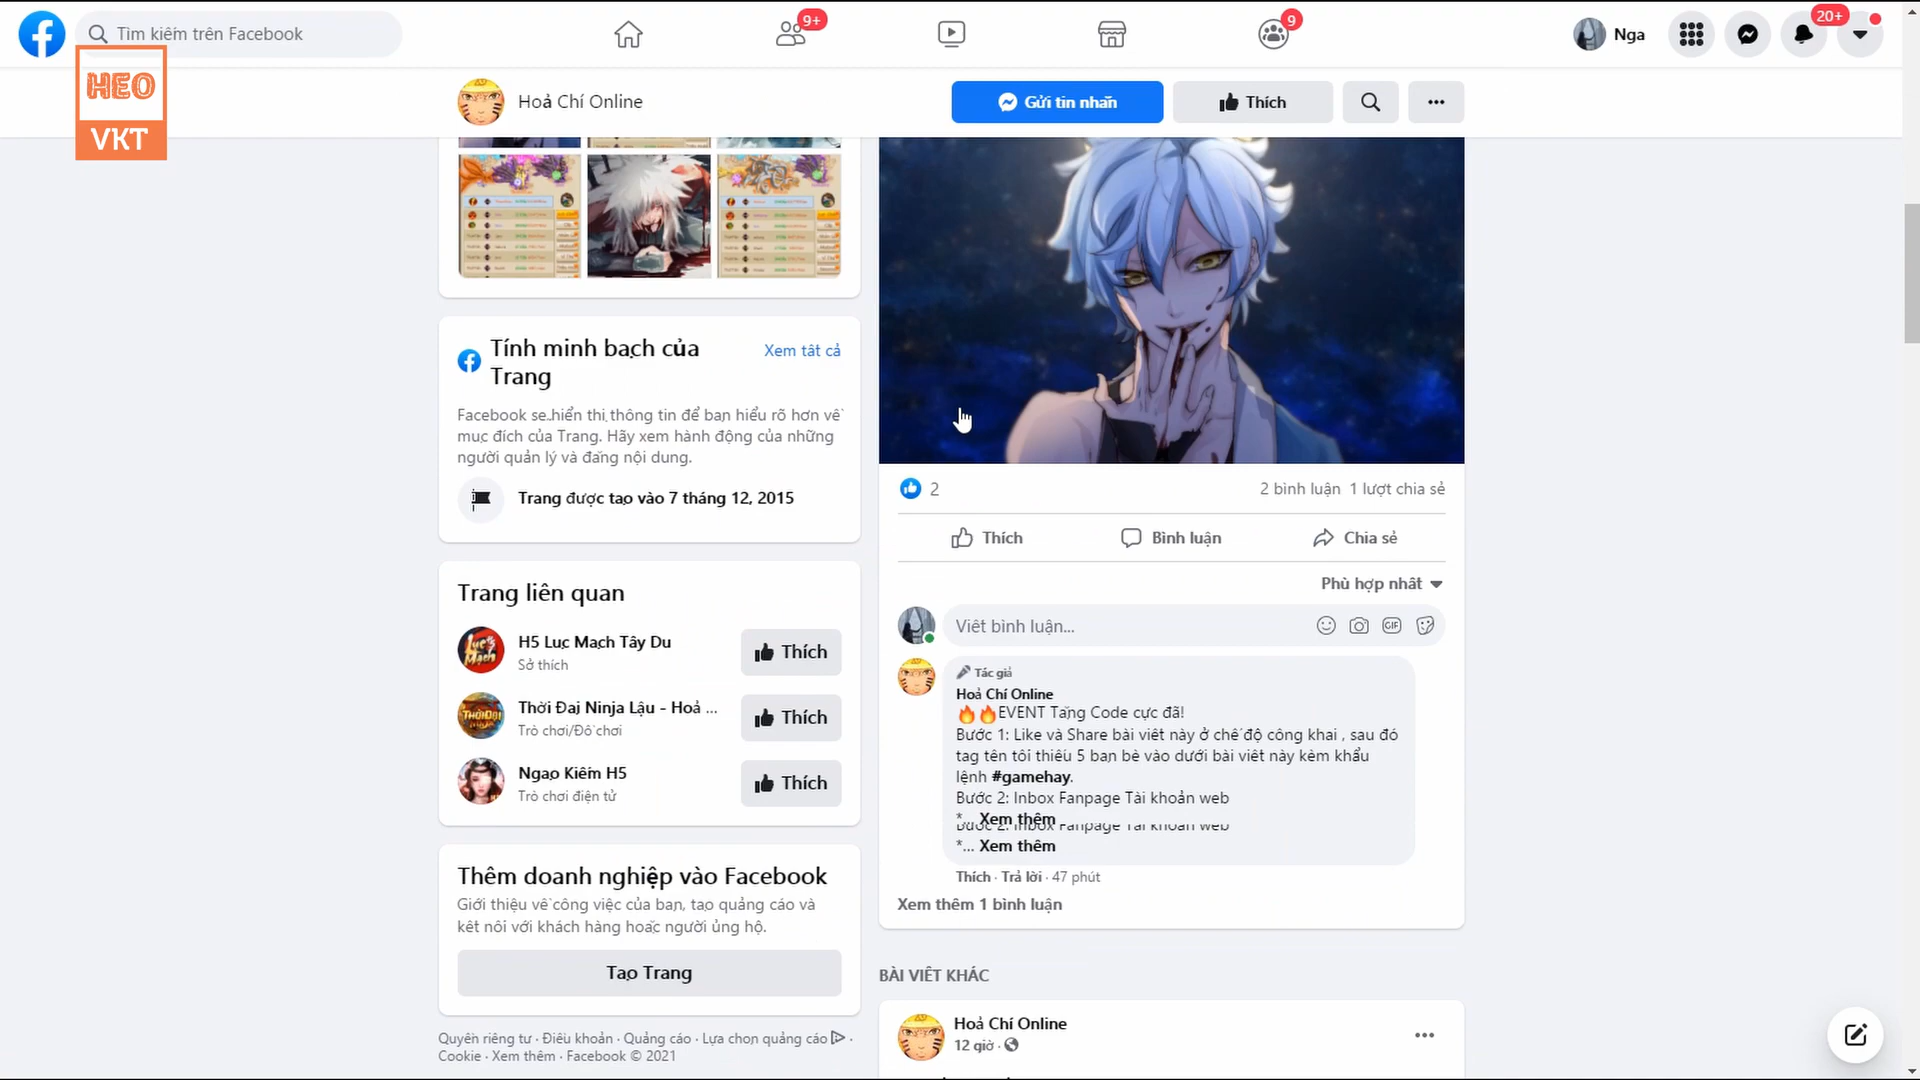 Tìm kiếm trên Facebook
9+
9
Nga
20+
HEO
VKT
Hoả Chí Online
Gửi tin nhắn
Thích
Tính minh bạch của
Trang
Xem tất cả
Facebook sẽ hiển thị thông tin để bạn hiểu rõ hơn về
mục đích của Trang. Hãy xem hành động của những
người quản lý và đăng nội dung.
Trang được tạo vào 7 tháng 12, 2015
Trang liên quan
H5 Lục Mạch Tây Du
Sở thích
Thích
Thời Đại Ninja Lậu - Hoả ...
Trò chơi/Đồ chơi
Thích
Ngạo Kiếm H5
Trò chơi điện tử
Thích
Thêm doanh nghiệp vào Facebook
Giới thiệu về công việc của bạn, tạo quảng cáo và
kết nối với khách hàng hoặc người ủng hộ.
Tạo Trang
Quyền riêng tư · Điều khoản · Quảng cáo · Lựa chọn quảng cáo ·
Cookie · Xem thêm · Facebook © 2021
2
2 bình luận 1 lượt chia sẻ
Thích
Bình luận
Chia sẻ
Phù hợp nhất
Viết bình luận...
GIF
Tác giả
Hoả Chí Online
🔥🔥EVENT Tặng Code cực đã!
Bước 1: Like và Share bài viết này ở chế độ công khai , sau đó
tag tên tối thiểu 5 bạn bè vào dưới bài viết này kèm khẩu
lệnh #gamehay.
Bước 2: Inbox Fanpage Tài khoản web
*... Xem thêm
Bước 2: Inbox Fanpage Tài khoản web
*... Xem thêm
Thích · Trả lời · 47 phút
Xem thêm 1 bình luận
BÀI VIẾT KHÁC
Hoả Chí Online
12 giờ ·